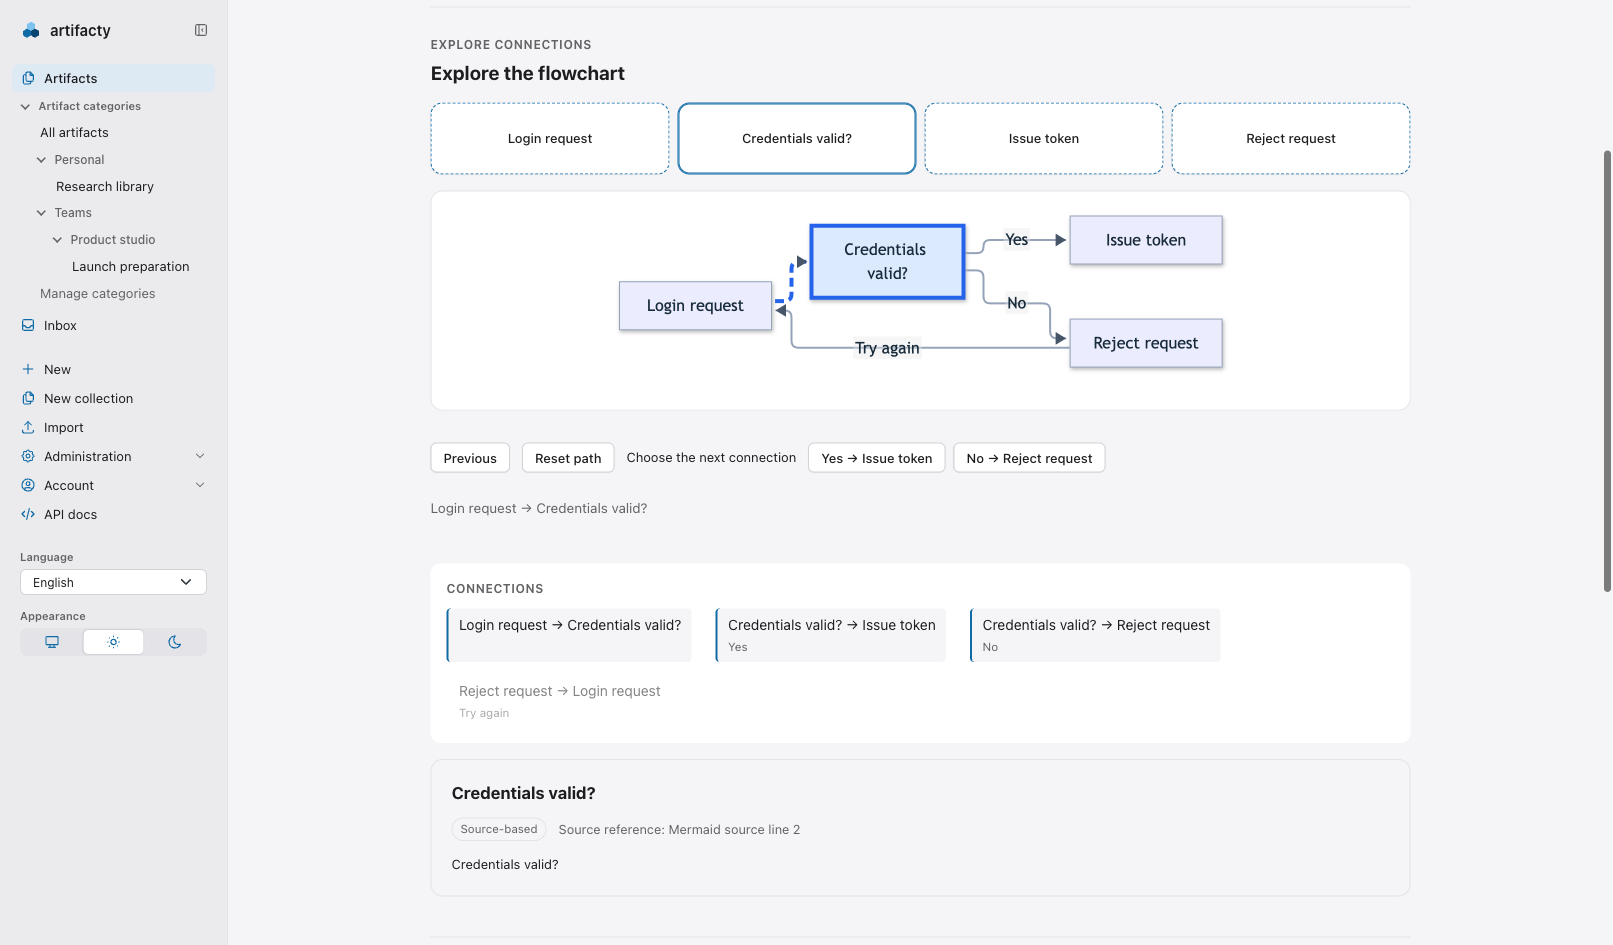 artifacty
Artifacts
Artifact categories
All artifacts
Personal
Research library
Teams
Product studio
Launch preparation
Manage categories
Inbox
New
New collection
Import
Administration
Account
API docs
Language
English
Appearance
EXPLORE CONNECTIONS
Explore the flowchart
Login request
Credentials valid?
Issue token
Reject request
Credentials
valid?
Yes
Issue token
Login request
No
Try again
Reject request
Previous
Reset path
Choose the next connection
Yes → Issue token
No → Reject request
Login request → Credentials valid?
CONNECTIONS
Login request → Credentials valid?
Credentials valid? → Issue token
Yes
Credentials valid? → Reject request
No
Reject request → Login request
Try again
Credentials valid?
Source-based
Source reference: Mermaid source line 2
Credentials valid?